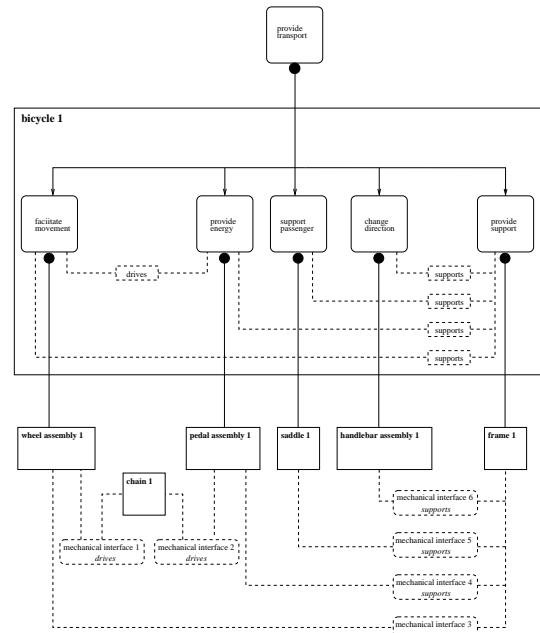 provide
transport
bicycle 1
faciitate
movement
provide
energy
support
passenger
change
direction
provide
support
drives
supports
supports
supports
supports
wheel assembly 1
pedal assembly 1
saddle 1
handlebar assembly 1
frame 1
chain 1
mechanical interface 6
supports
mechanical interface 1
drives
mechanical interface 2
drives
mechanical interface 5
supports
mechanical interface 4
supports
mechanical interface 3